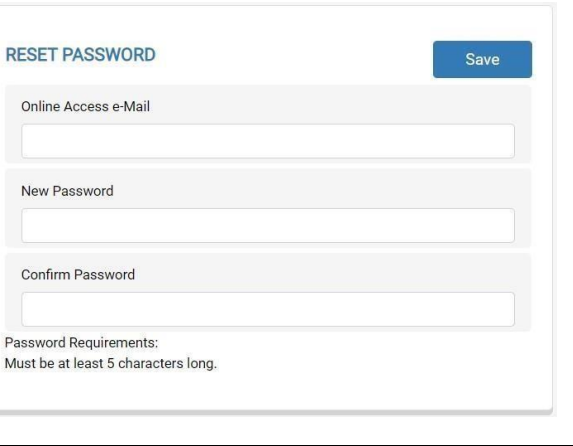 RESET PASSWORD
Save
Online Access e-Mail
New Password
Confirm Password
Password Requirements:
Must be at least 5 characters long.